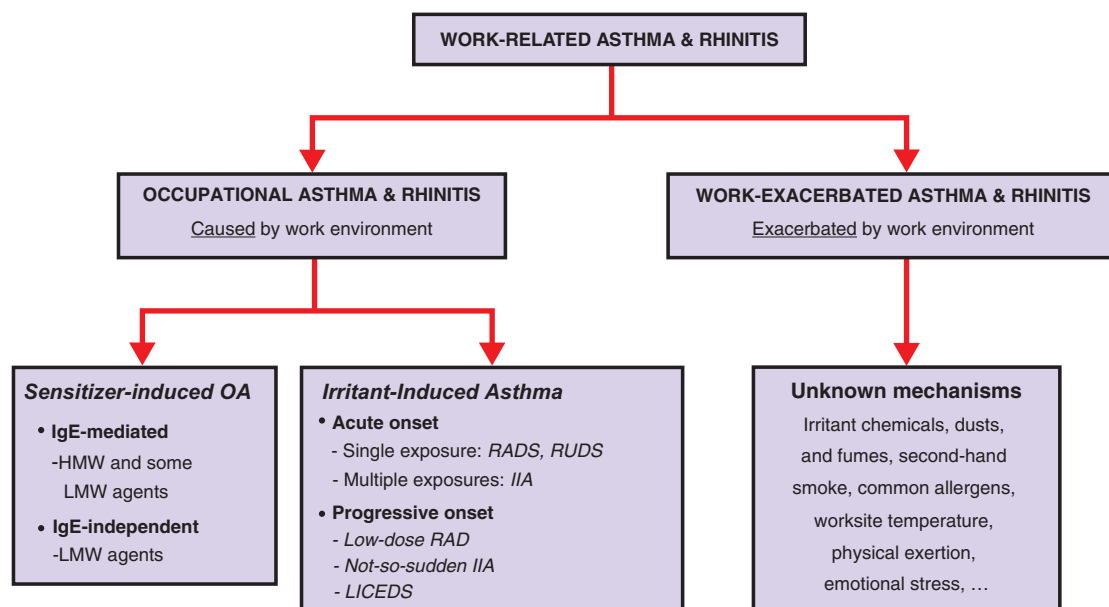 WORK-RELATED ASTHMA & RHINITIS
OCCUPATIONAL ASTHMA & RHINITIS
Caused by work environment
WORK-EXACERBATED ASTHMA & RHINITIS
Exacerbated by work environment
Sensitizer-induced OA
• IgE-mediated
-HMW and some
LMW agents
• IgE-independent
-LMW agents
Irritant-Induced Asthma
• Acute onset
- Single exposure: RADS, RUDS
- Multiple exposures: IIA
• Progressive onset
- Low-dose RAD
- Not-so-sudden IIA
- LICEDS
Unknown mechanisms
Irritant chemicals, dusts,
and fumes, second-hand
smoke, common allergens,
worksite temperature,
physical exertion,
emotional stress, …